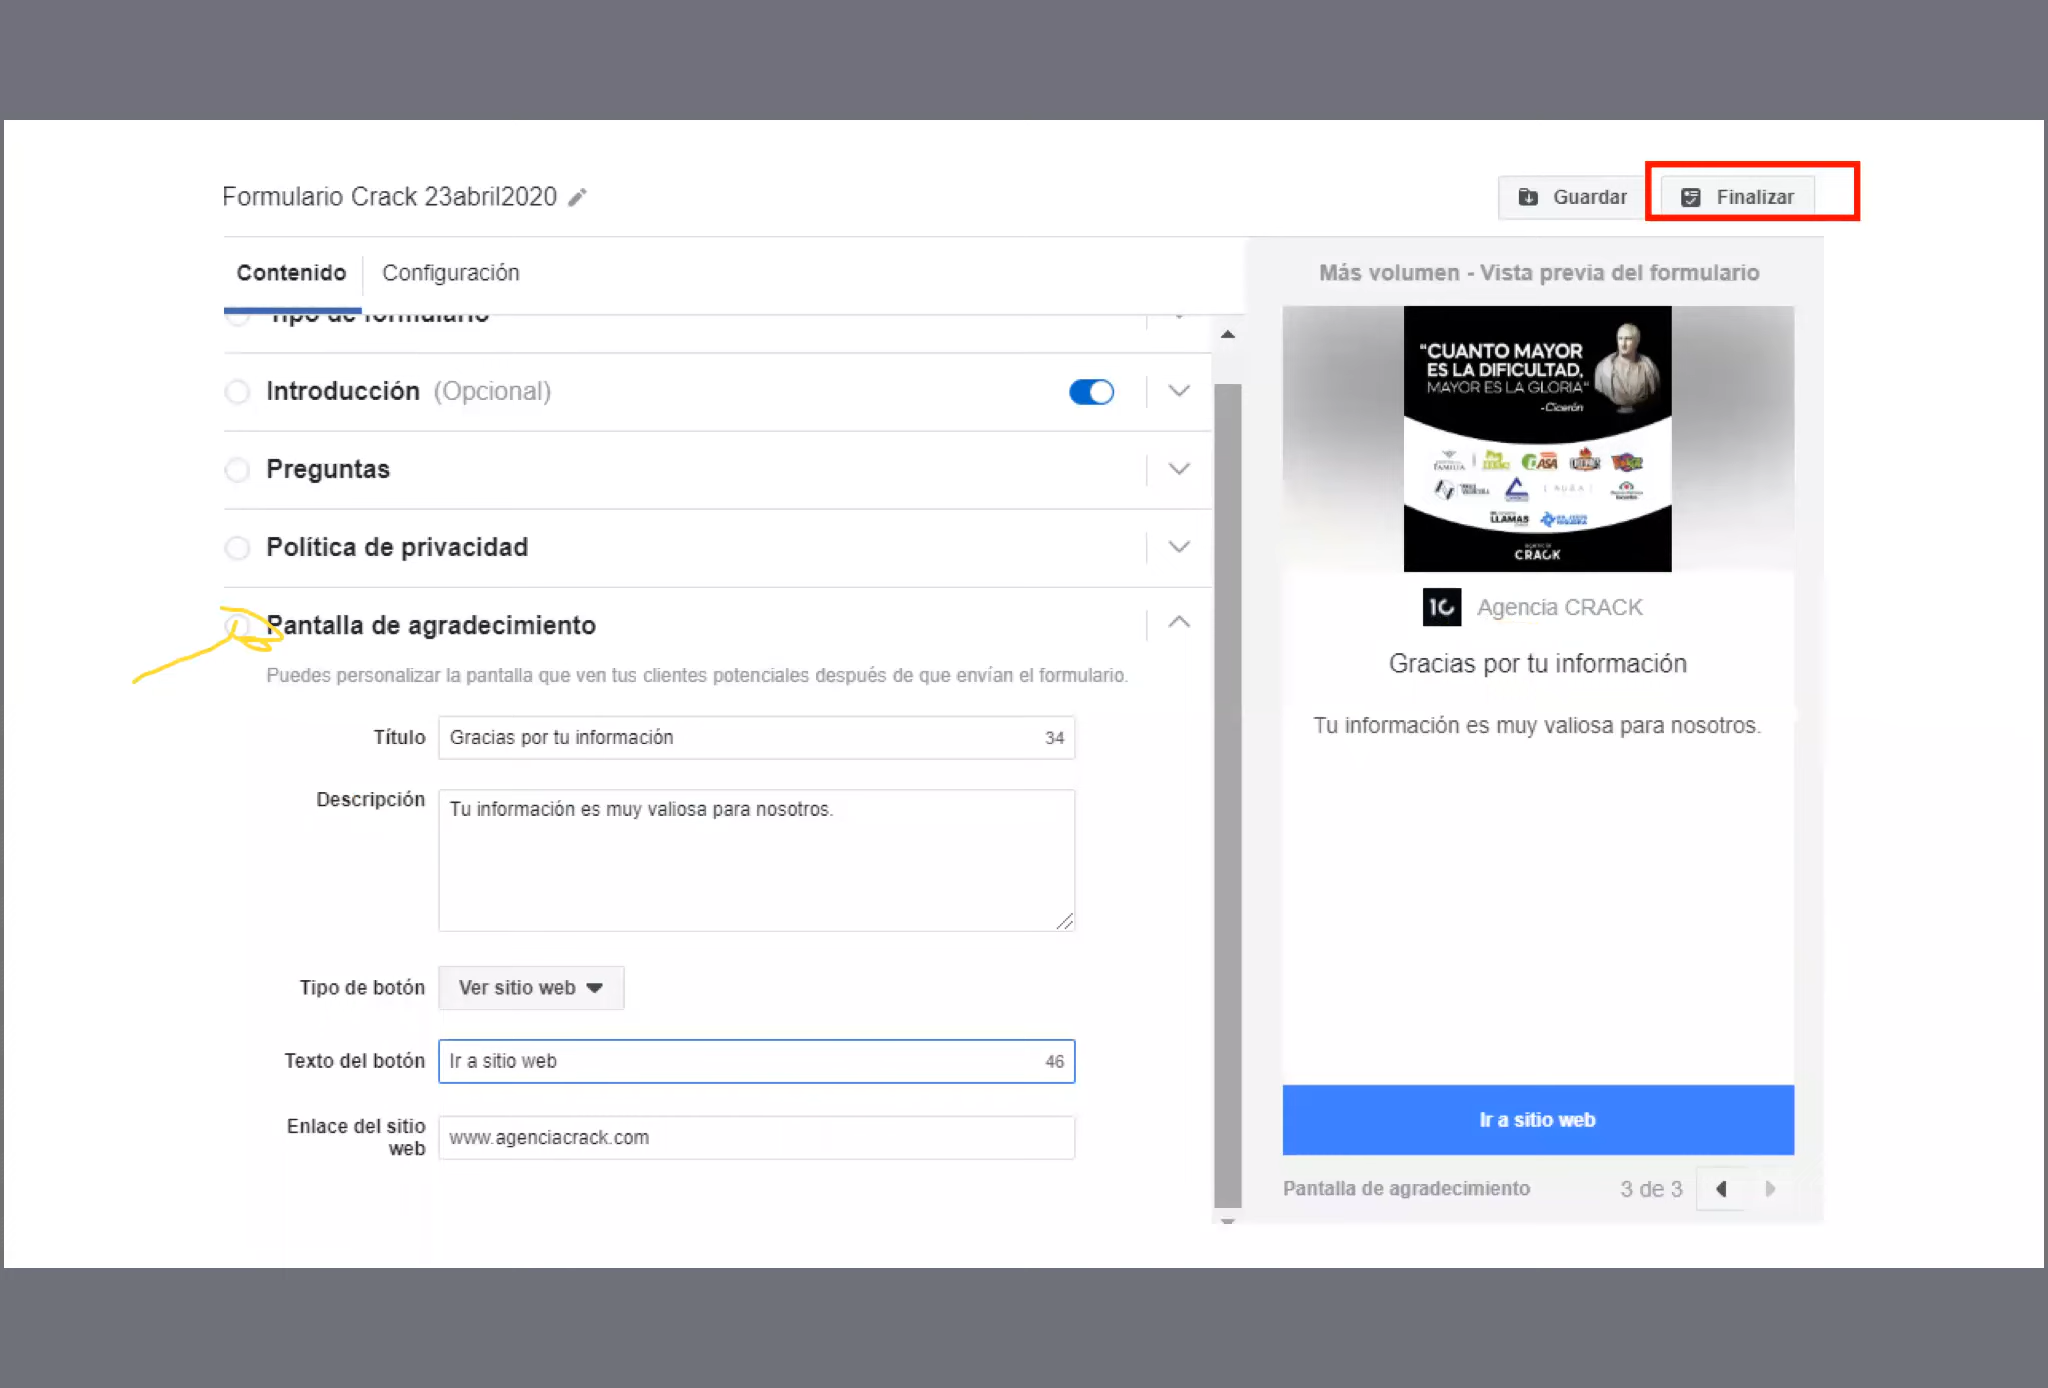 Formulario Crack 23abril2020
Guardar
Finalizar
Contenido
Configuración
Tipo de formulario
Introducción (Opcional)
Preguntas
Política de privacidad
Pantalla de agradecimiento
Puedes personalizar la pantalla que ven tus clientes potenciales después de que envían el formulario.
Título
Gracias por tu información
34
Descripción
Tu información es muy valiosa para nosotros.
Tipo de botón
Ver sitio web
Texto del botón
Ir a sitio web
46
Enlace del sitio
web
www.agenciacrack.com
Más volumen - Vista previa del formulario
“CUANTO MAYOR
ES LA DIFICULTAD,
MAYOR ES LA GLORIA“
-Cicerón
FAMILIA
LLAMAS
CRACK
Agencia CRACK
Gracias por tu información
Tu información es muy valiosa para nosotros.
Ir a sitio web
Pantalla de agradecimiento
3 de 3